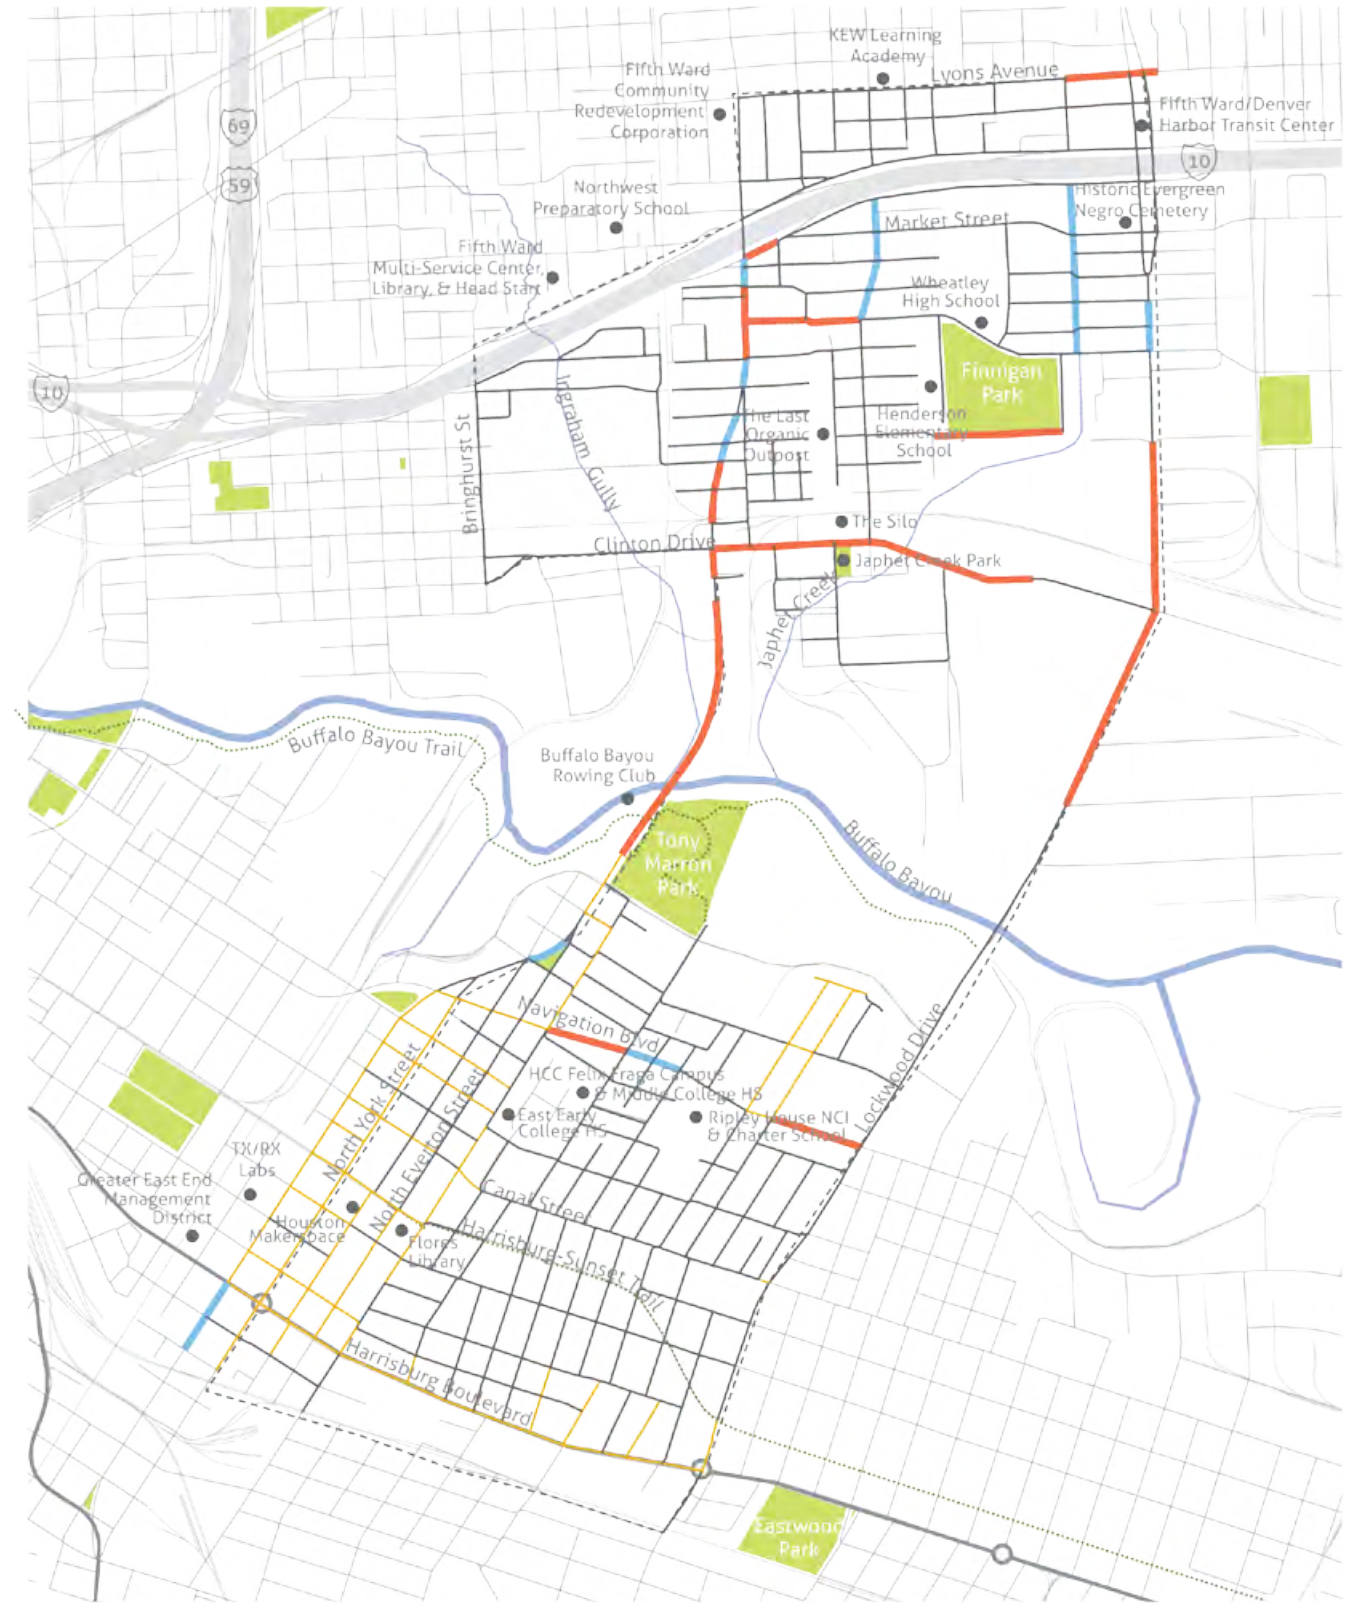 KEW Learning
Academy
Lyons Avenue
Fifth Ward
Community
Redevelopment
Corporation
Fifth Ward/Denver
Harbor Transit Center
69
59
10
Northwest
Preparatory School
Historic Evergreen
Negro Cemetery
Market Street
Fifth Ward
Multi-Service Center,
Library, & Head Start
Wheatley
High School
10
Finnigan
Park
Ingraham Gully
Bringhurst St
The Last
Organic
Outpost
Henderson
Elementary
School
The Silo
Clinton Drive
Japhet Creek Park
Japhet Creek
Buffalo Bayou Trail
Buffalo Bayou
Rowing Club
Tony
Marron
Park
Buffalo Bayou
Navigation Blvd
Lockwood Drive
HCC Felix Fraga Campus
& Middle College HS
East Early
College HS
Ripley House NCI
& Charter School
North York Street
North Everton Street
TX/RX
Labs
Greater East End
Management
District
Houston
Makerspace
Flores
Library
Canal Street
Harrisburg-Sunset Trail
Harrisburg Boulevard
Eastwood
Park